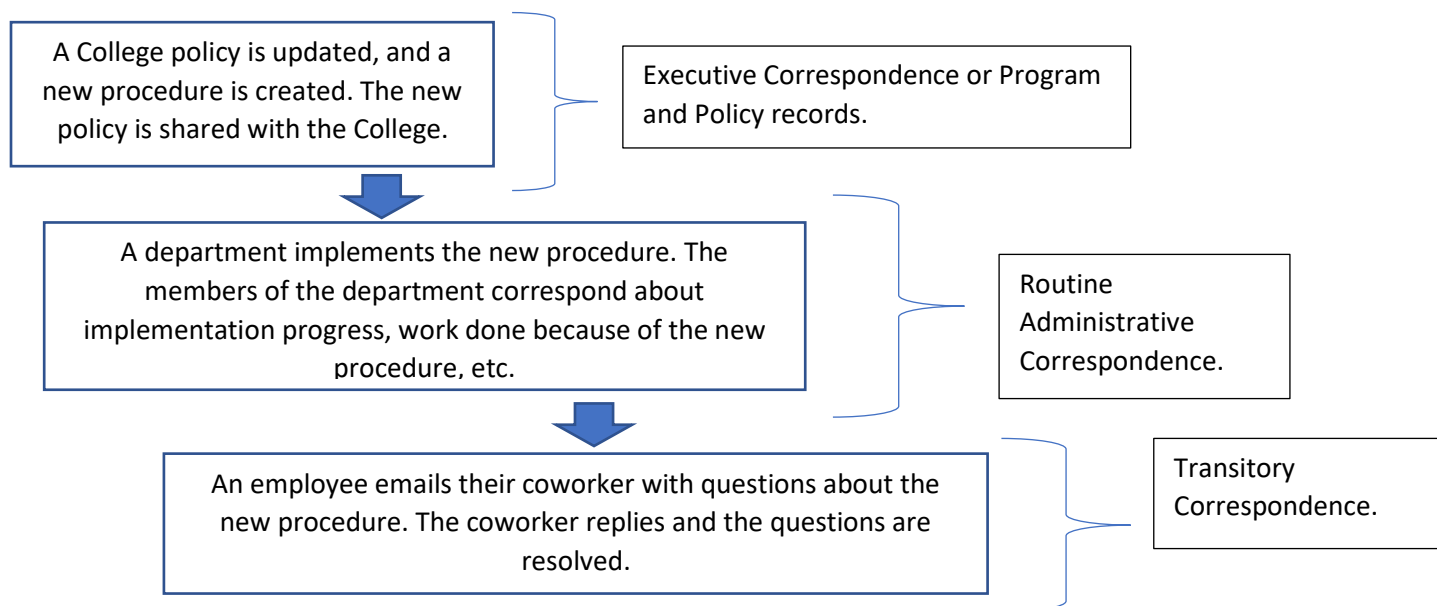 A College policy is updated, and a
new procedure is created. The new
policy is shared with the College.
Executive Correspondence or Program
and Policy records.
A department implements the new procedure. The
members of the department correspond about
implementation progress, work done because of the new
procedure, etc.
Routine
Administrative
Correspondence.
An employee emails their coworker with questions about the
new procedure. The coworker replies and the questions are
resolved.
Transitory
Correspondence.